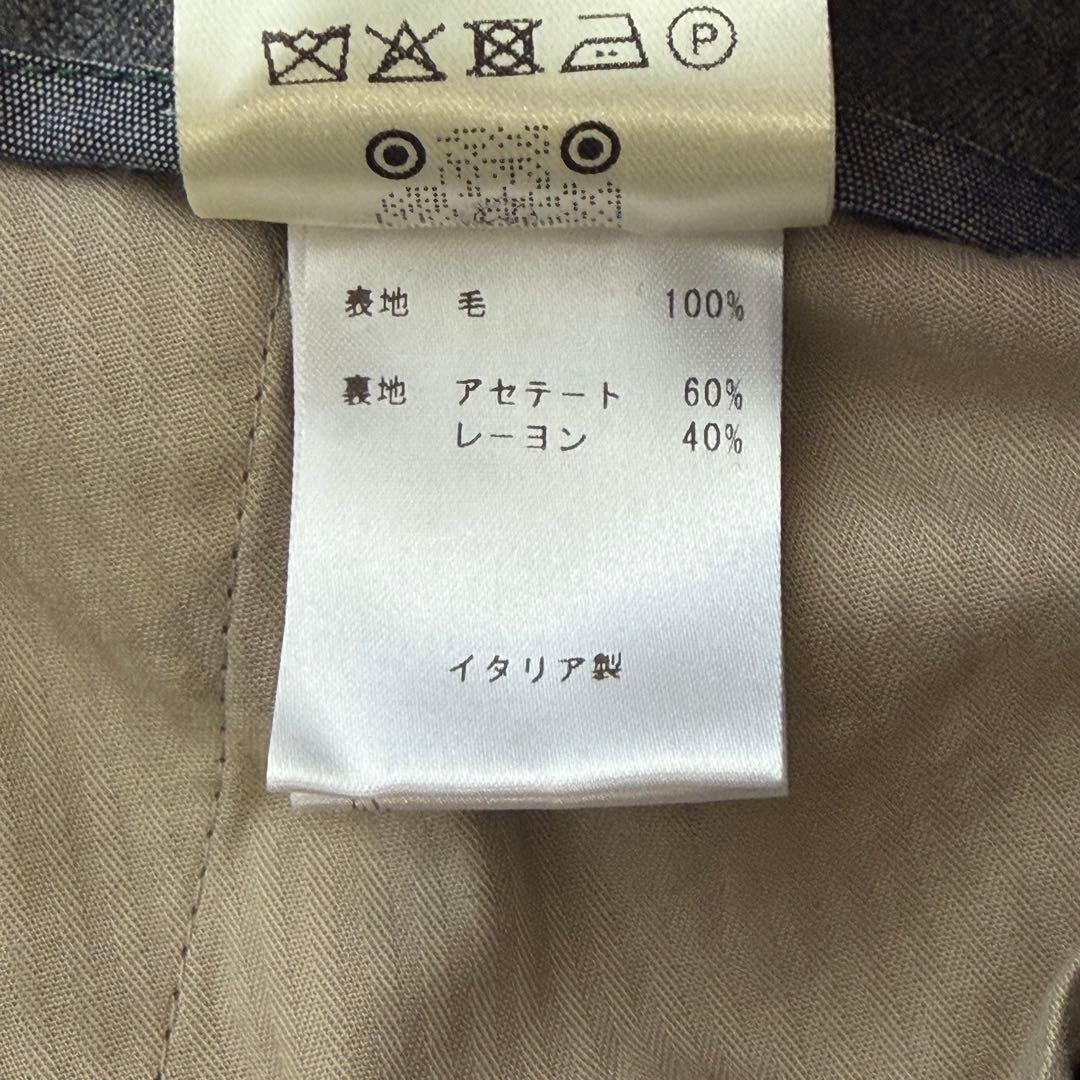 P
表地 毛 100%
裏地 アセテート 60%
レーヨン 40%
イタリア製